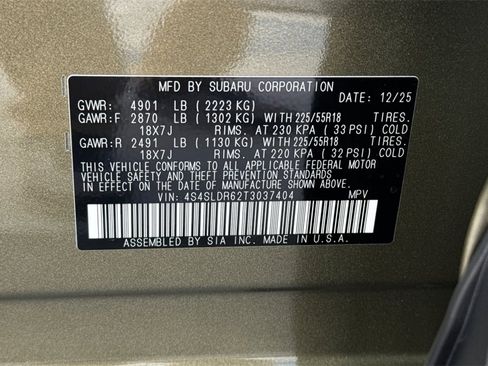 MFD BY SUBARU CORPORATION
GVWR: 4901 LB ( 2223 KG) DATE: 12/25
GAWR:F 2870 LB ( 1302 KG) WITH 225/55R18 TIRES.
18X7J RIMS. AT 230 KPA ( 33 PSI) COLD
GAWR:R 2491 LB ( 1130 KG) WITH 225/55R18 TIRES.
18X7J RIMS. AT 220 KPA ( 32 PSI) COLD
THIS VEHICLE CONFORMS TO ALL APPLICABLE FEDERAL MOTOR
VEHICLE SAFETY AND THEFT PREVENTION STANDARDS
IN EFFECT ON THE DATE OF MANUFACTURE SHOWN ABOVE.
VIN: 4S4SLDR62T3037404 MPV
ASSEMBLED BY SIA INC. MADE IN U.S.A.